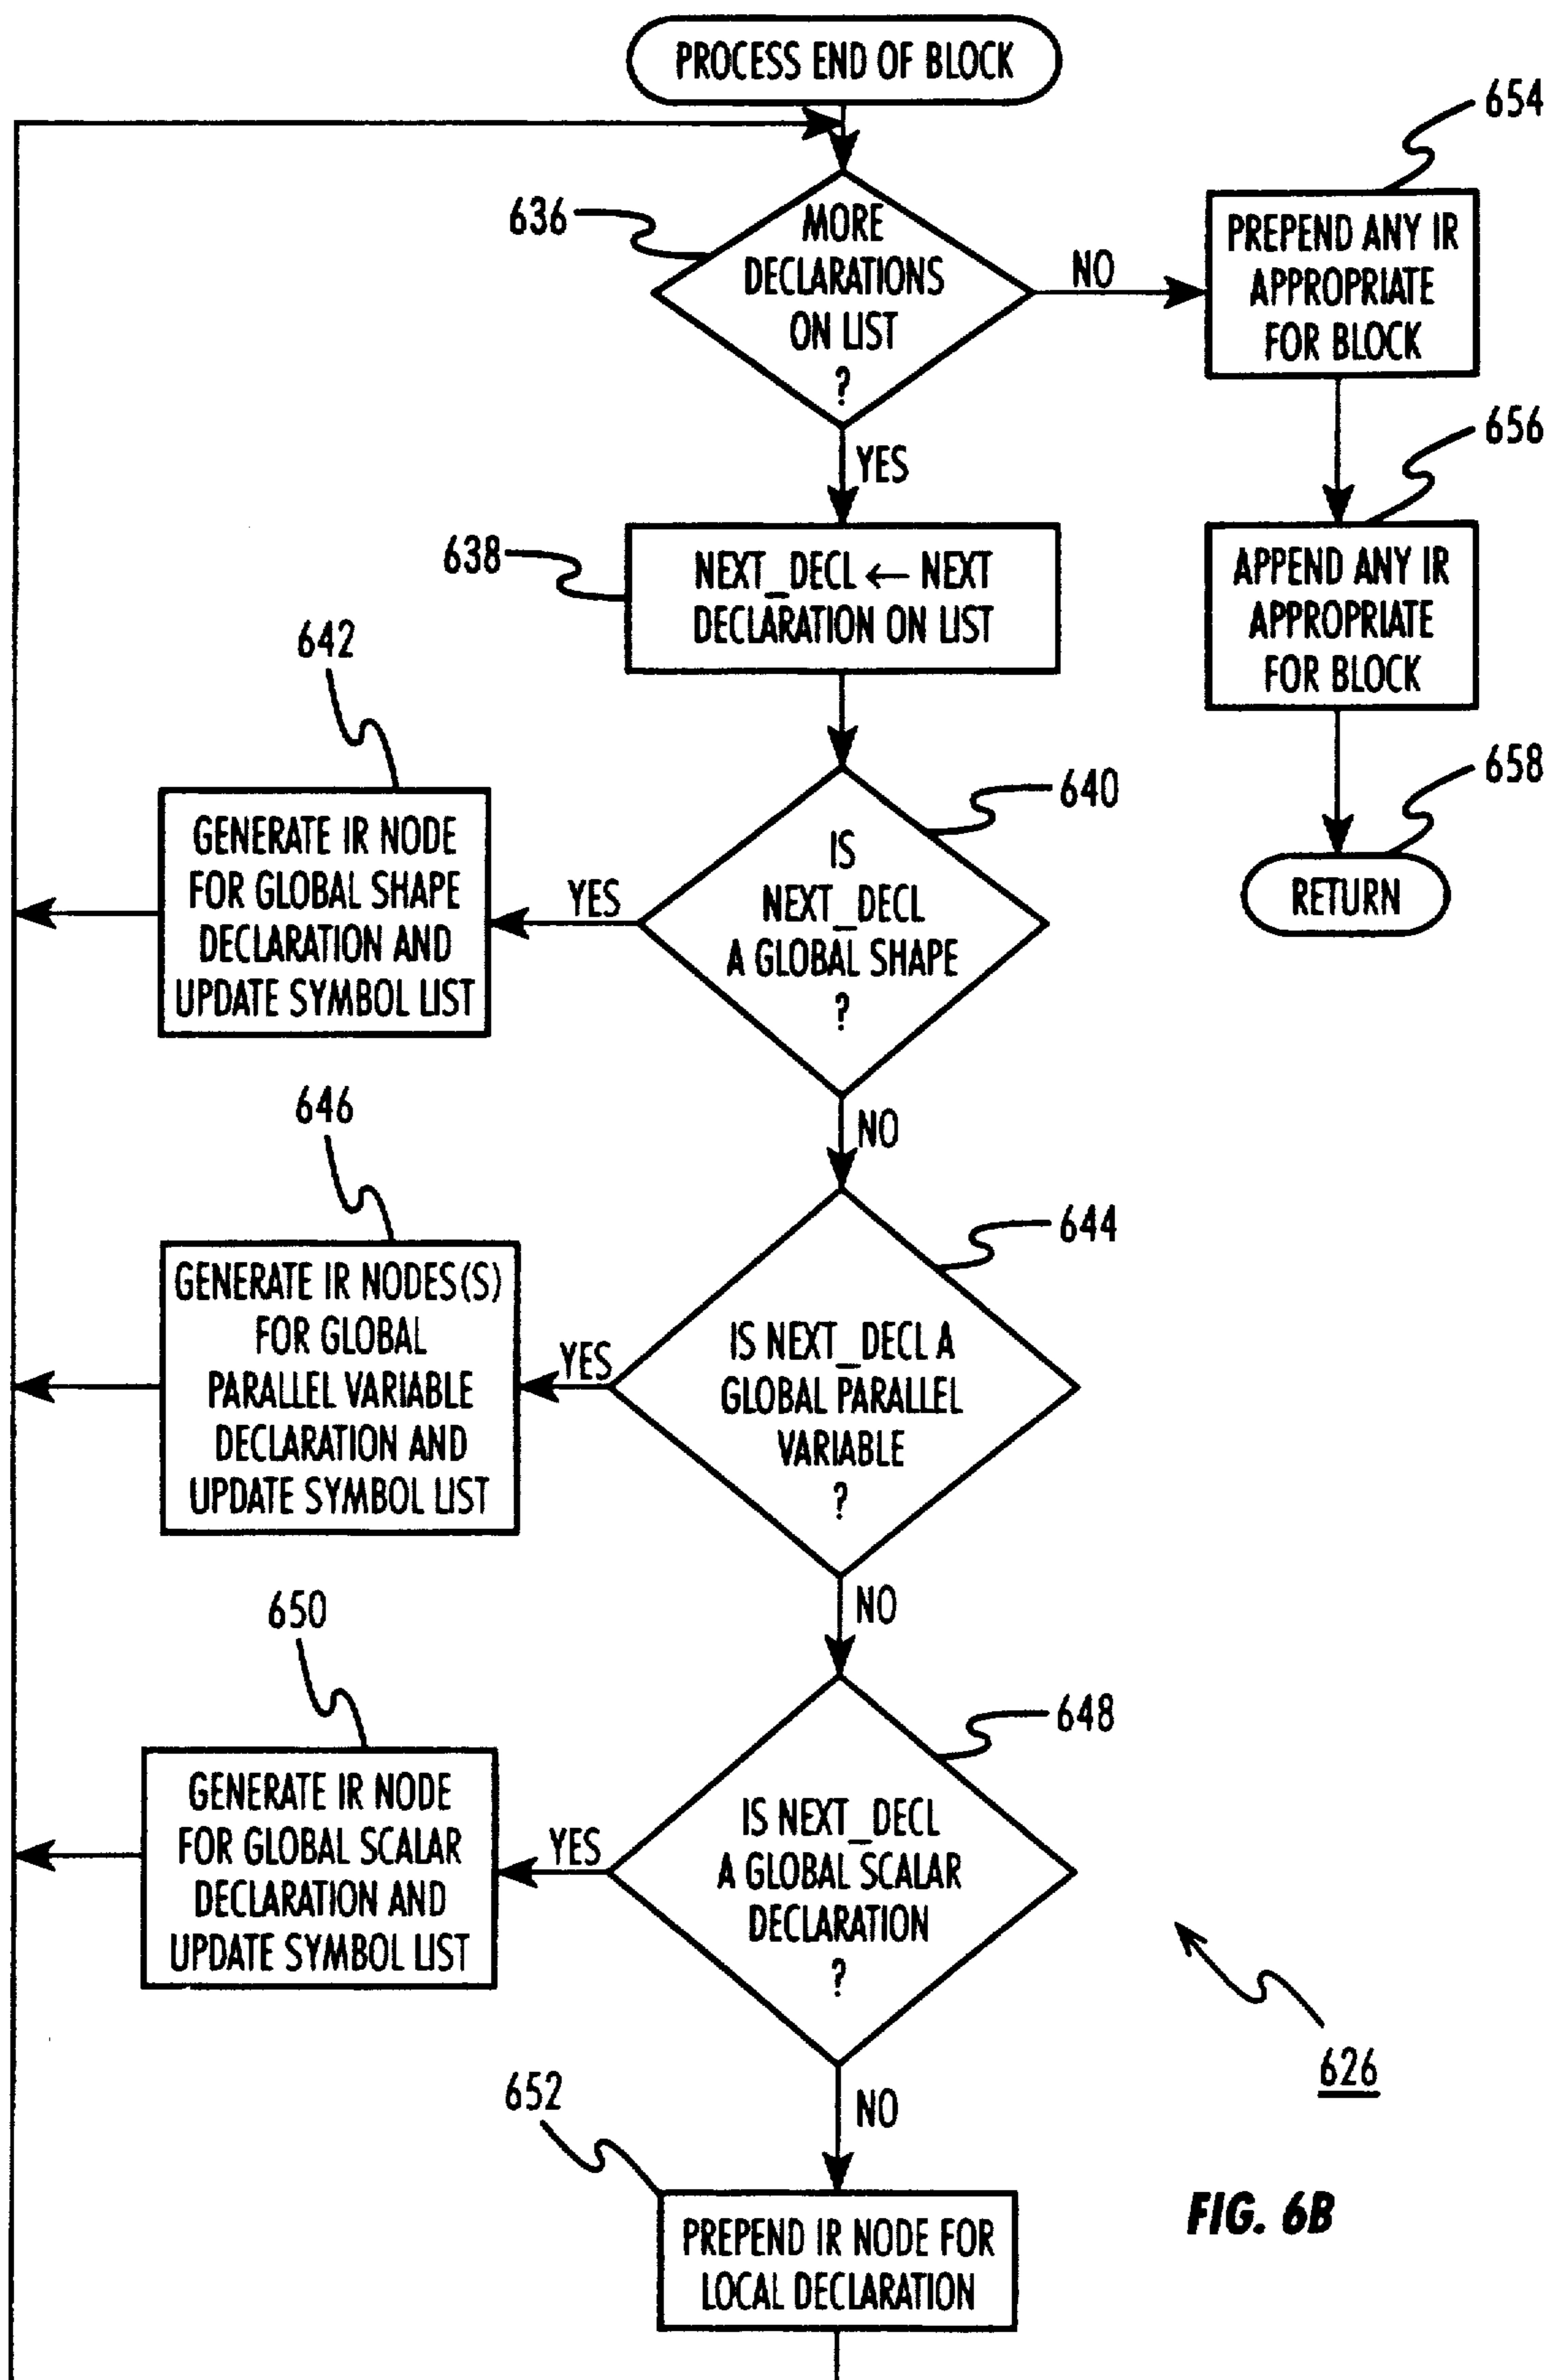 PROCESS END OF BLOCK
654
636
MORE
DECLARATIONS
ON LIST
?
NO
PREPEND ANY IR
APPROPRIATE
FOR BLOCK
YES
656
638
NEXT_DECL ← NEXT
DECLARATION ON LIST
APPEND ANY IR
APPROPRIATE
FOR BLOCK
642
658
640
GENERATE IR NODE
FOR GLOBAL SHAPE
DECLARATION AND
UPDATE SYMBOL LIST
YES
IS
NEXT_DECL
A GLOBAL SHAPE
?
RETURN
646
NO
644
GENERATE IR NODES(S)
FOR GLOBAL
PARALLEL VARIABLE
DECLARATION AND
UPDATE SYMBOL LIST
YES
IS NEXT_DECL A
GLOBAL PARALLEL
VARIABLE
?
650
NO
648
GENERATE IR NODE
FOR GLOBAL SCALAR
DECLARATION AND
UPDATE SYMBOL LIST
YES
IS NEXT_DECL
A GLOBAL SCALAR
DECLARATION
?
626
652
NO
PREPEND IR NODE FOR
LOCAL DECLARATION
FIG. 6B